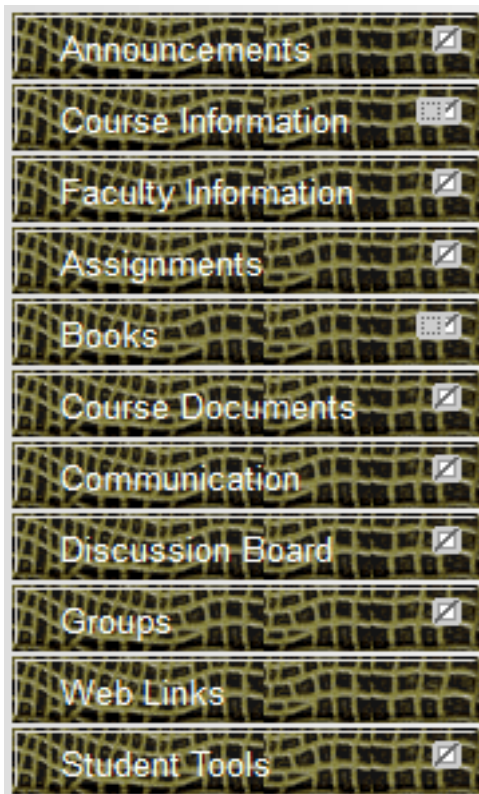 Announcements
Course Information
Faculty Information
Assignments
Books
Course Documents
Communication
Discussion Board
Groups
Web Links
Student Tools